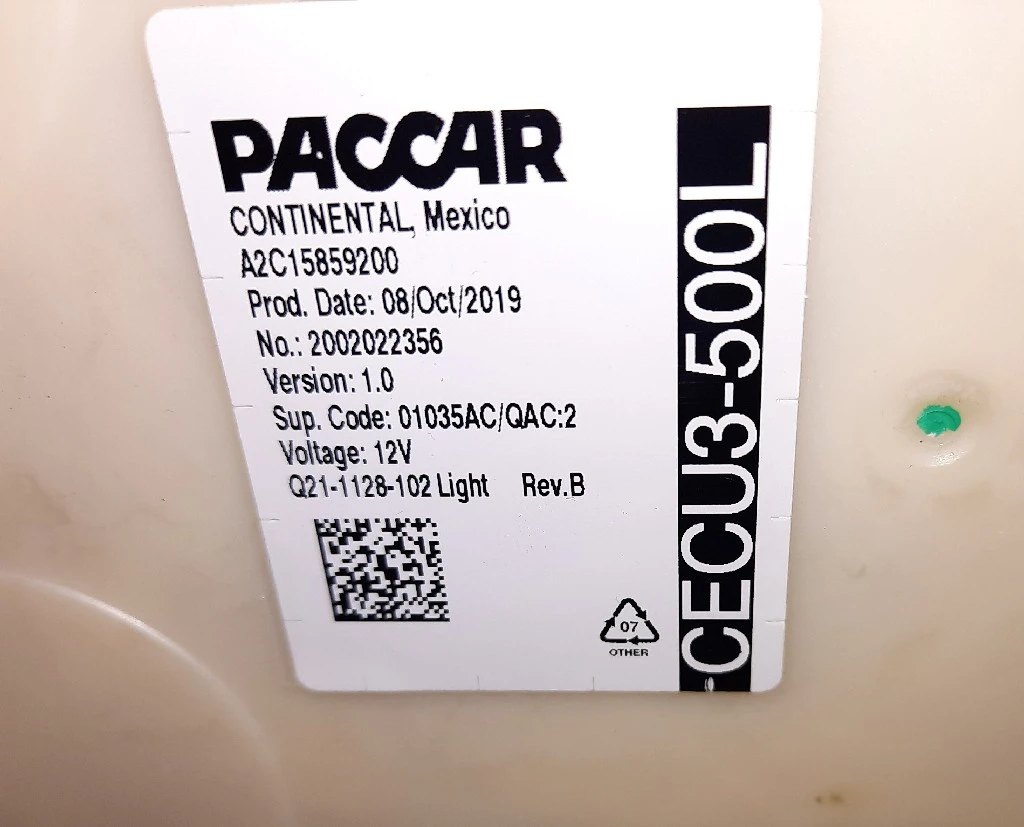 PACCAR
CONTINENTAL, Mexico
A2C15859200
Prod. Date: 08/Oct/2019
No.: 2002022356
Version: 1.0
Sup. Code: 01035AC/QAC:2
Voltage: 12V
Q21-1128-102 Light Rev.B
07
OTHER
CECU3-500L